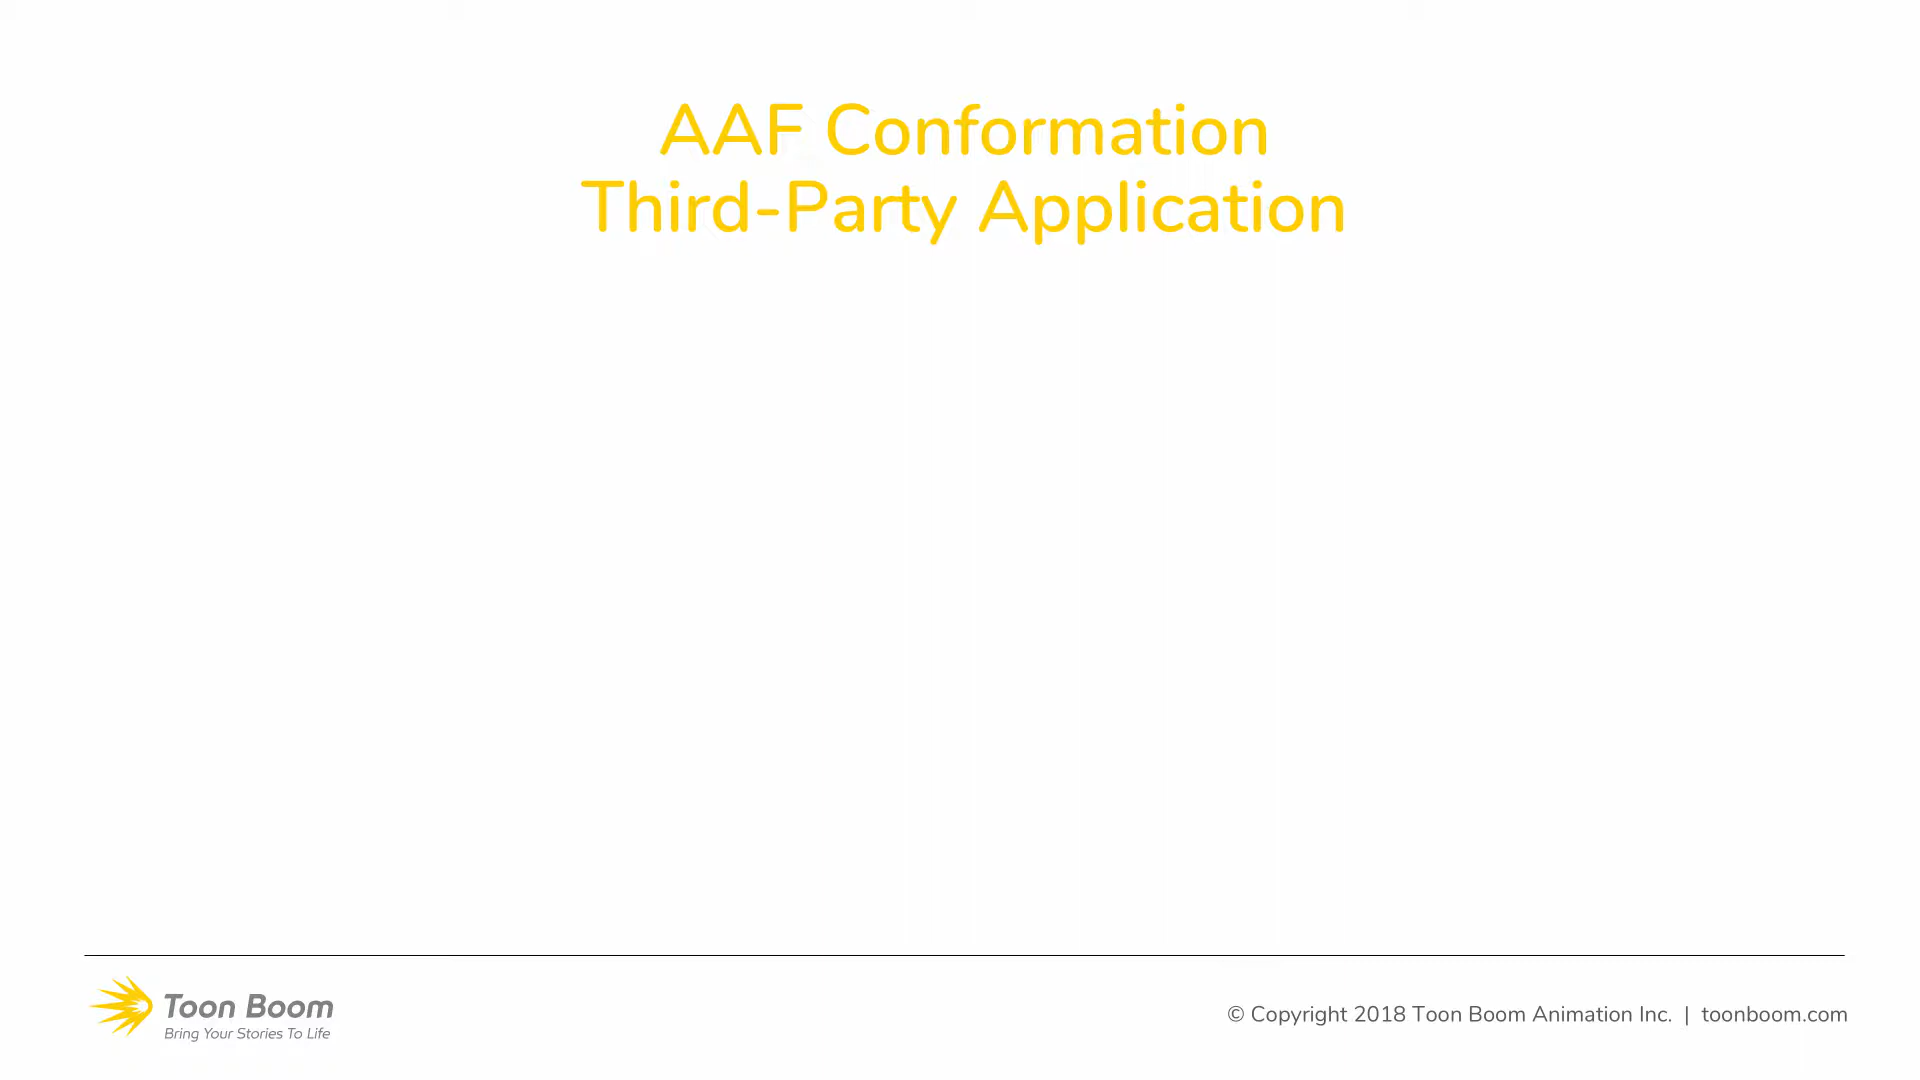 AAF Conformation
Third-Party Application
Toon Boom
Bring Your Stories To Life
© Copyright 2018 Toon Boom Animation Inc. | toonboom.com